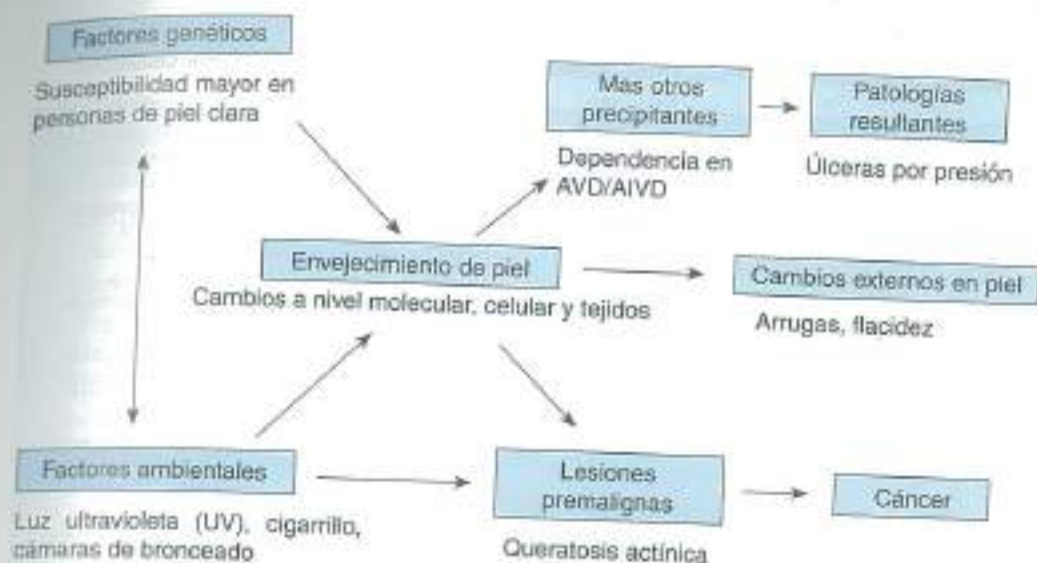 Factores genéticos
Susceptibilidad mayor en
personas de piel clara
Mas otros
precipitantes
Dependencia en
AVD/AIVD
Patologías
resultantes
Úlceras por presión
Envejecimiento de piel
Cambios a nivel molecular, celular y tejidos
Cambios externos en piel
Arrugas, flacidez
Factores ambientales
Luz ultravioleta (UV), cigarrillo,
cámaras de bronceado
Lesiones
premalignas
Queratosis actínica
Cáncer